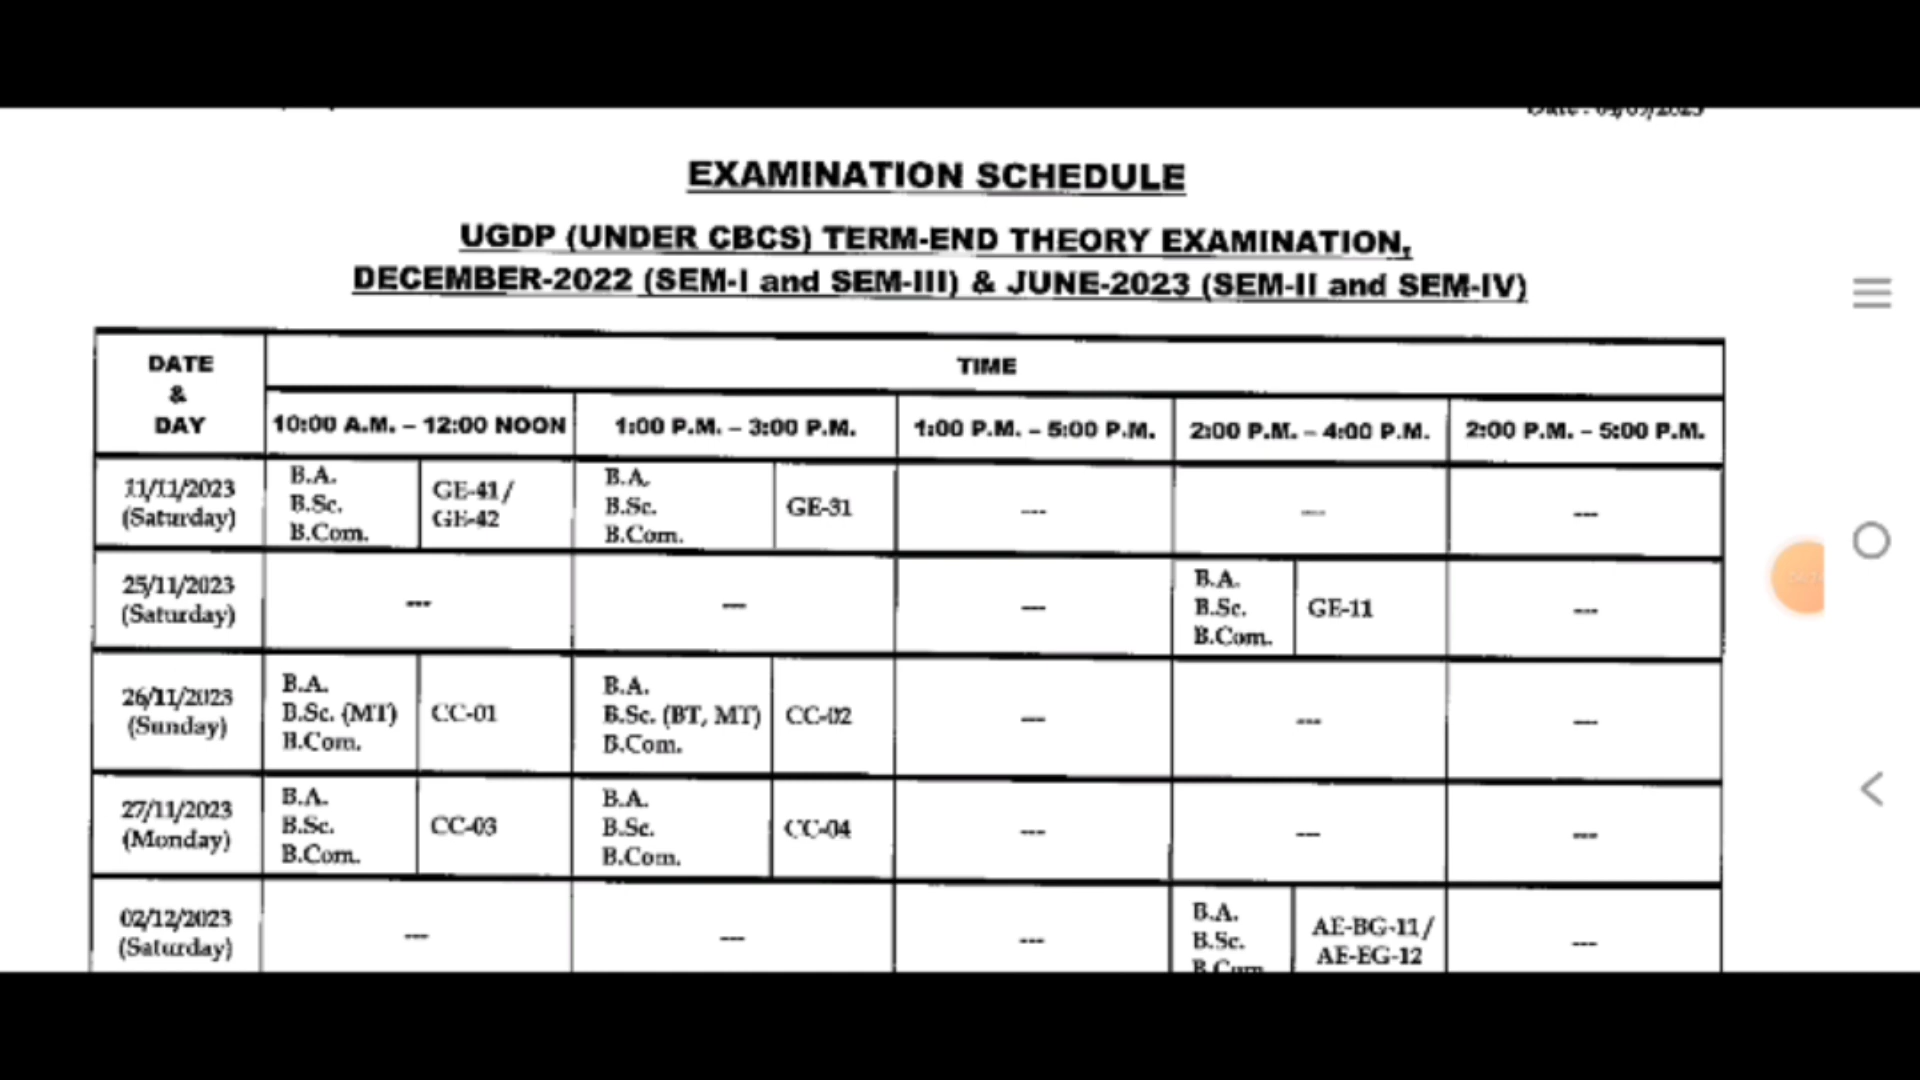 EXAMINATION SCHEDULE
UGDP (UNDER CBCS) TERM-END THEORY EXAMINATION,
DECEMBER-2022 (SEM-I and SEM-III) & JUNE-2023 (SEM-II and SEM-IV)
DATE
&
DAY
TIME
10:00 A.M. – 12:00 NOON
1:00 P.M. – 3:00 P.M.
1:00 P.M. – 5:00 P.M.
2:00 P.M. – 4:00 P.M.
2:00 P.M. – 5:00 P.M.
11/11/2023
(Saturday)
B.A.
B.Sc.
B.Com.
GE-41/
GE-42
B.A.
B.Sc.
B.Com.
GE-31
---
---
---
25/11/2023
(Saturday)
---
---
---
B.A.
B.Sc.
B.Com.
GE-11
---
26/11/2023
(Sunday)
B.A.
B.Sc. (MT)
B.Com.
CC-01
B.A.
B.Sc. (BT, MT)
B.Com.
CC-02
---
---
---
27/11/2023
(Monday)
B.A.
B.Sc.
B.Com.
CC-03
B.A.
B.Sc.
B.Com.
CC-04
---
---
---
02/12/2023
(Saturday)
---
---
---
B.A.
B.Sc.
B.Com.
AE-BG-11/
AE-EG-12
---